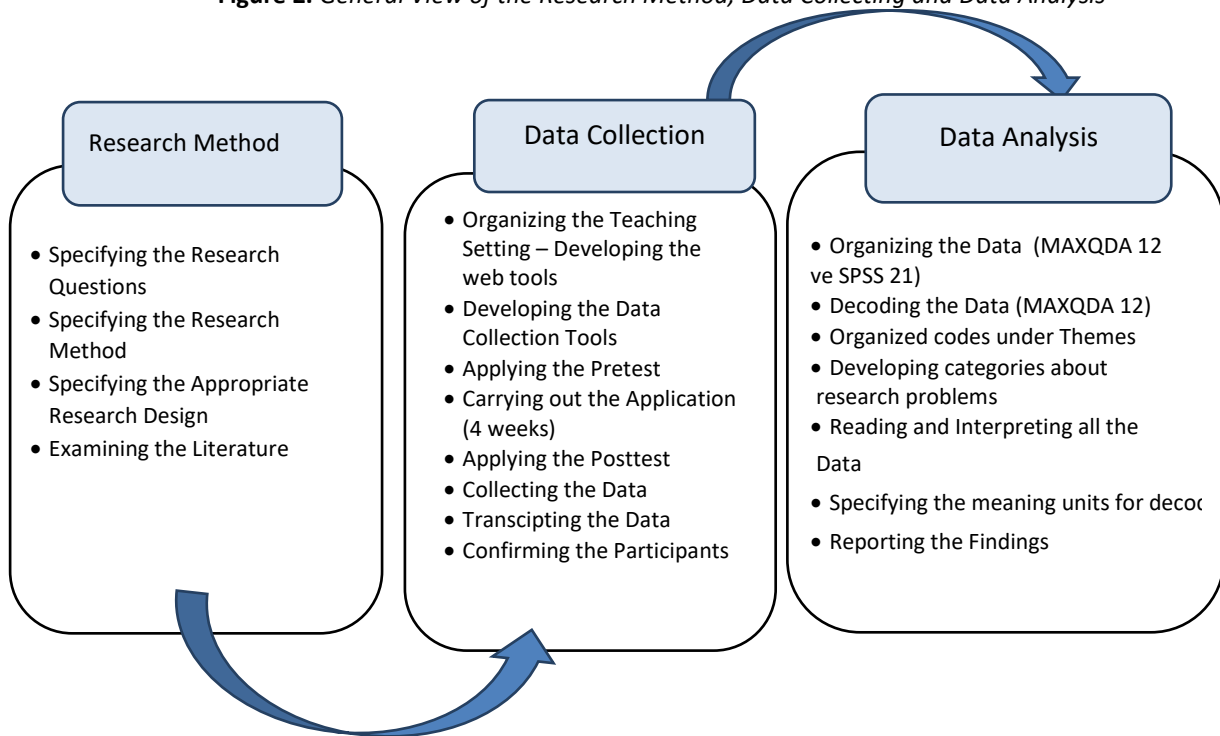 General View of the Research Method, Data Collecting and Data Analysis
Research Method
• Specifying the Research
Questions
• Specifying the Research
Method
• Specifying the Appropriate
Research Design
• Examining the Literature
Data Collection
• Organizing the Teaching
Setting – Developing the
web tools
• Developing the Data
Collection Tools
• Applying the Pretest
• Carrying out the Application
(4 weeks)
• Applying the Posttest
• Collecting the Data
• Transcipting the Data
• Confirming the Participants
Data Analysis
• Organizing the Data (MAXQDA 12
ve SPSS 21)
• Decoding the Data (MAXQDA 12)
• Organized codes under Themes
• Developing categories about
research problems
• Reading and Interpreting all the
Data
• Specifying the meaning units for
• Reporting the Findings